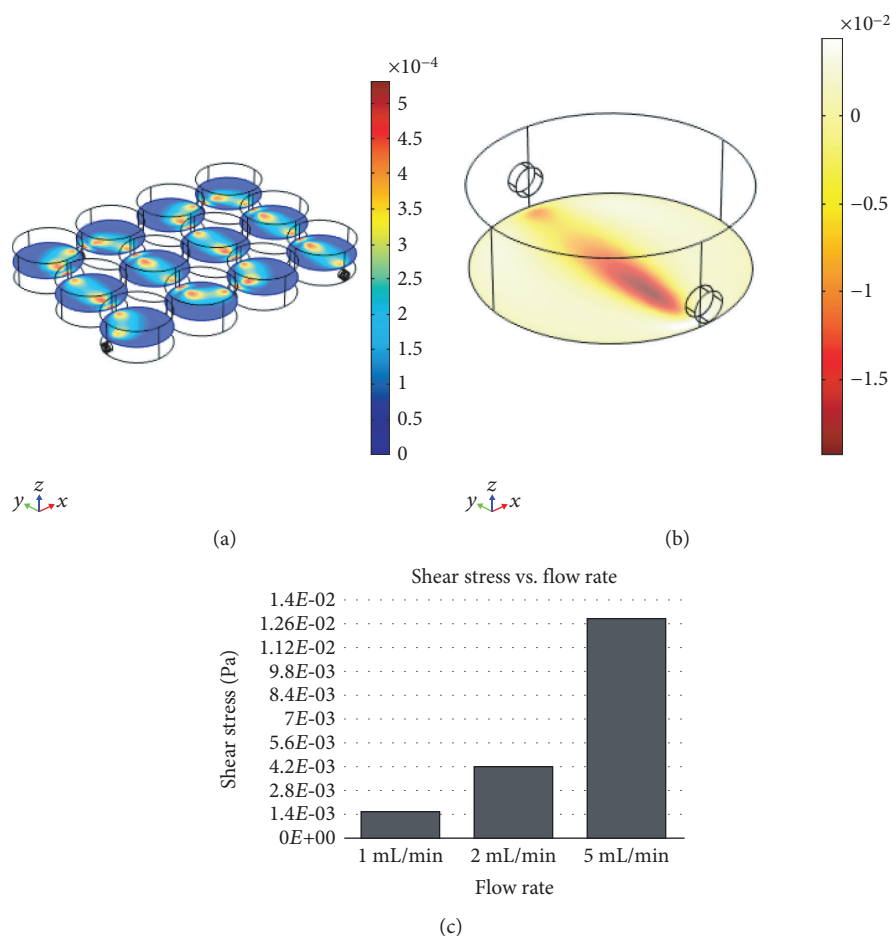 ×10⁻⁴
5
4.5
4
3.5
3
2.5
2
1.5
1
0.5
0
y z x
(a)
×10⁻²
0
−0.5
−1
−1.5
y z x
(b)
Shear stress vs. flow rate
Shear stress (Pa)
1.4E-02
1.26E-02
1.12E-02
9.8E-03
8.4E-03
7E-03
5.6E-03
4.2E-03
2.8E-03
1.4E-03
0E+00
1 mL/min 2 mL/min 5 mL/min
Flow rate
(c)